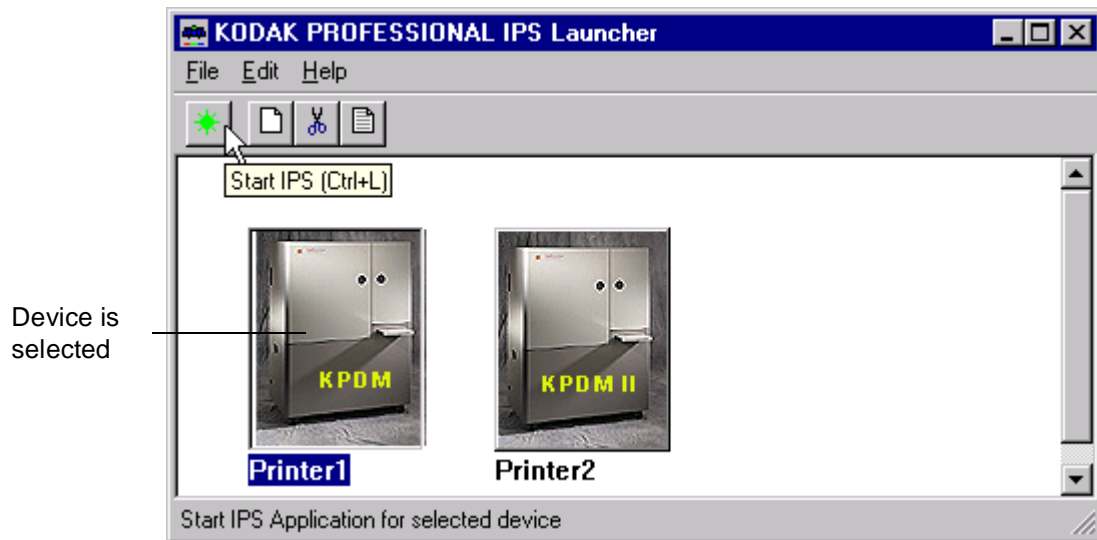 KODAK PROFESSIONAL IPS Launcher
File Edit Help
Start IPS (Ctrl+L)
Device is
selected
KPDM
KPDM II
Printer1
Printer2
Start IPS Application for selected device